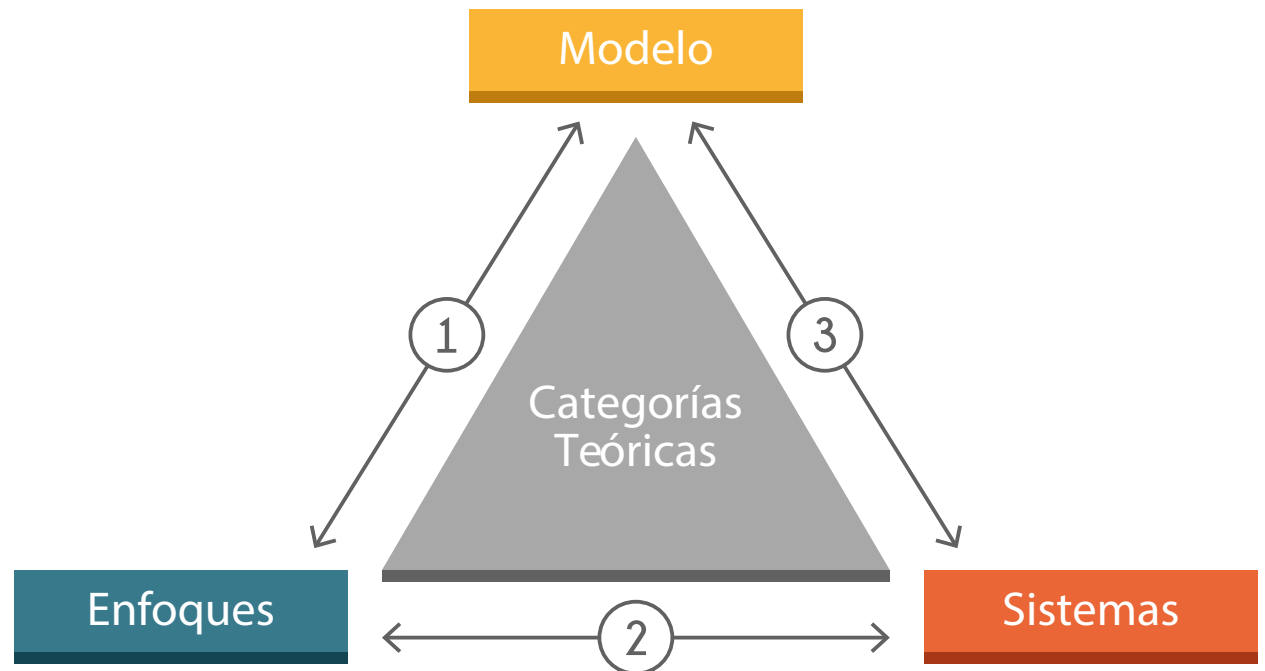 Modelo
1
3
Categorías
Teóricas
Enfoques
2
Sistemas